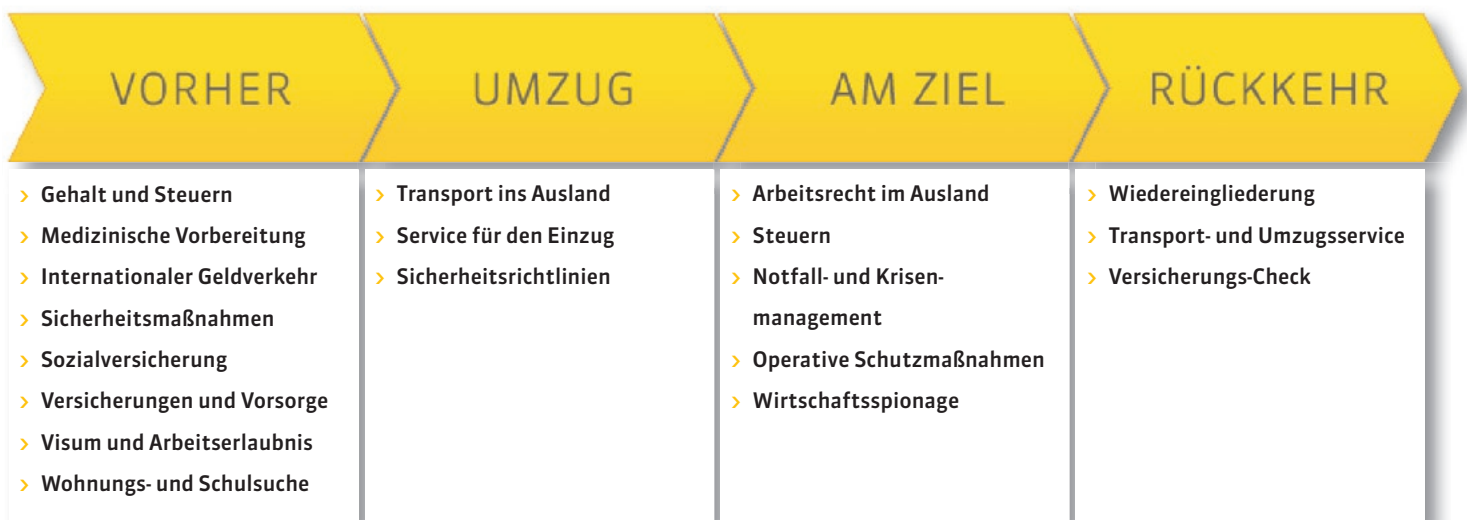 VORHER
UMZUG
AM ZIEL
RÜCKKEHR
› Gehalt und Steuern
› Medizinische Vorbereitung
› Internationaler Geldverkehr
› Sicherheitsmaßnahmen
› Sozialversicherung
› Versicherungen und Vorsorge
› Visum und Arbeitserlaubnis
› Wohnungs- und Schulsuche
› Transport ins Ausland
› Service für den Einzug
› Sicherheitsrichtlinien
› Arbeitsrecht im Ausland
› Steuern
› Notfall- und Krisen-
management
› Operative Schutzmaßnahmen
› Wirtschaftsspionage
› Wiedereingliederung
› Transport- und Umzugsservice
› Versicherungs-Check